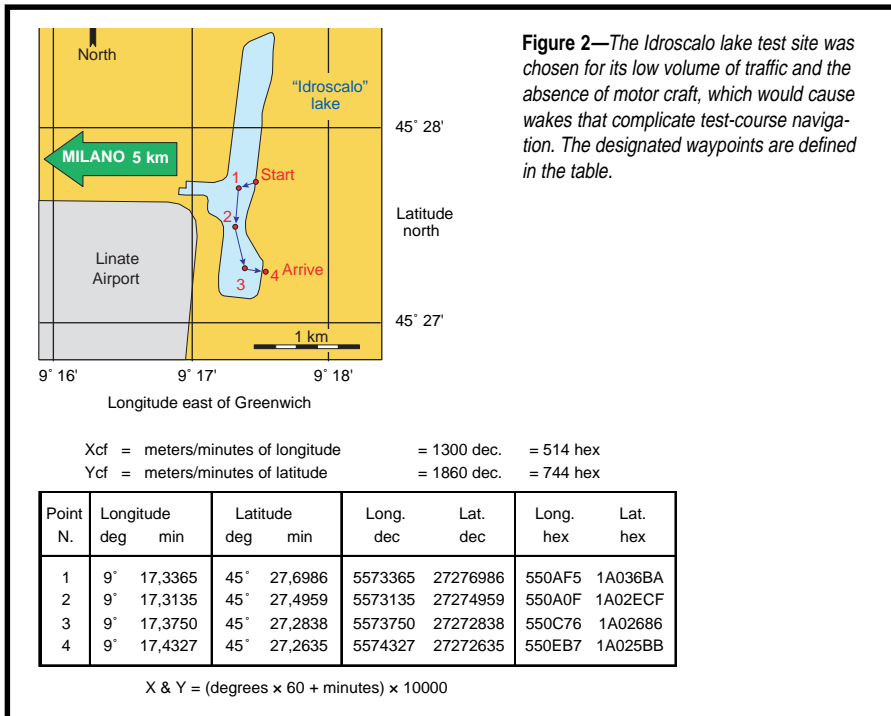 North
"Idroscalo"
lake
45° 28'
MILANO 5 km
1
Start
2
Latitude
north
Linate
Airport
3
4 Arrive
45° 27'
1 km
9° 16'
9° 17'
9° 18'
Longitude east of Greenwich
Figure 2—The Idroscalo lake test site was
chosen for its low volume of traffic and the
absence of motor craft, which would cause
wakes that complicate test-course naviga-
tion. The designated waypoints are defined
in the table.
Xcf = meters/minutes of longitude = 1300 dec. = 514 hex
Ycf = meters/minutes of latitude = 1860 dec. = 744 hex
Point Longitude Latitude Long. Lat. Long. Lat.
N. deg min deg min dec dec hex hex
1 9° 17,3365 45° 27,6986 5573365 27276986 550AF5 1A036BA
2 9° 17,3135 45° 27,4959 5573135 27274959 550A0F 1A02ECF
3 9° 17,3750 45° 27,2838 5573750 27272838 550C76 1A02686
4 9° 17,4327 45° 27,2635 5574327 27272635 550EB7 1A025BB
X & Y = (degrees × 60 + minutes) × 10000